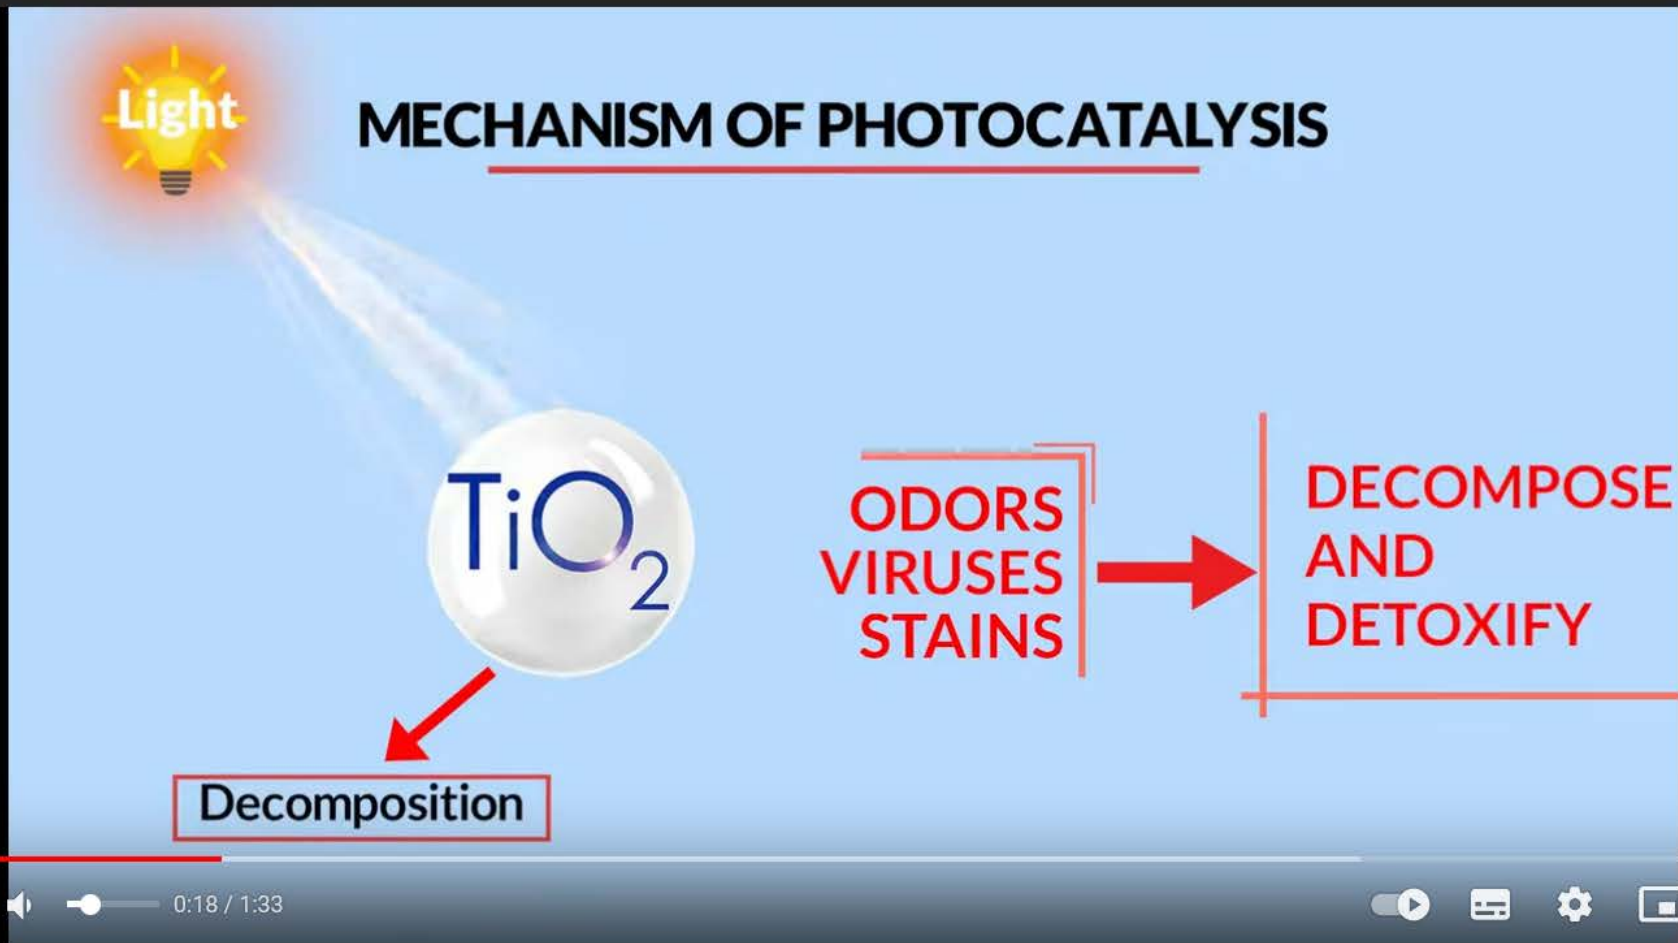 Light
MECHANISM OF PHOTOCATALYSIS
TiO₂
ODORS
VIRUSES
STAINS
DECOMPOSE
AND
DETOXIFY
Decomposition
0:18 / 1:33